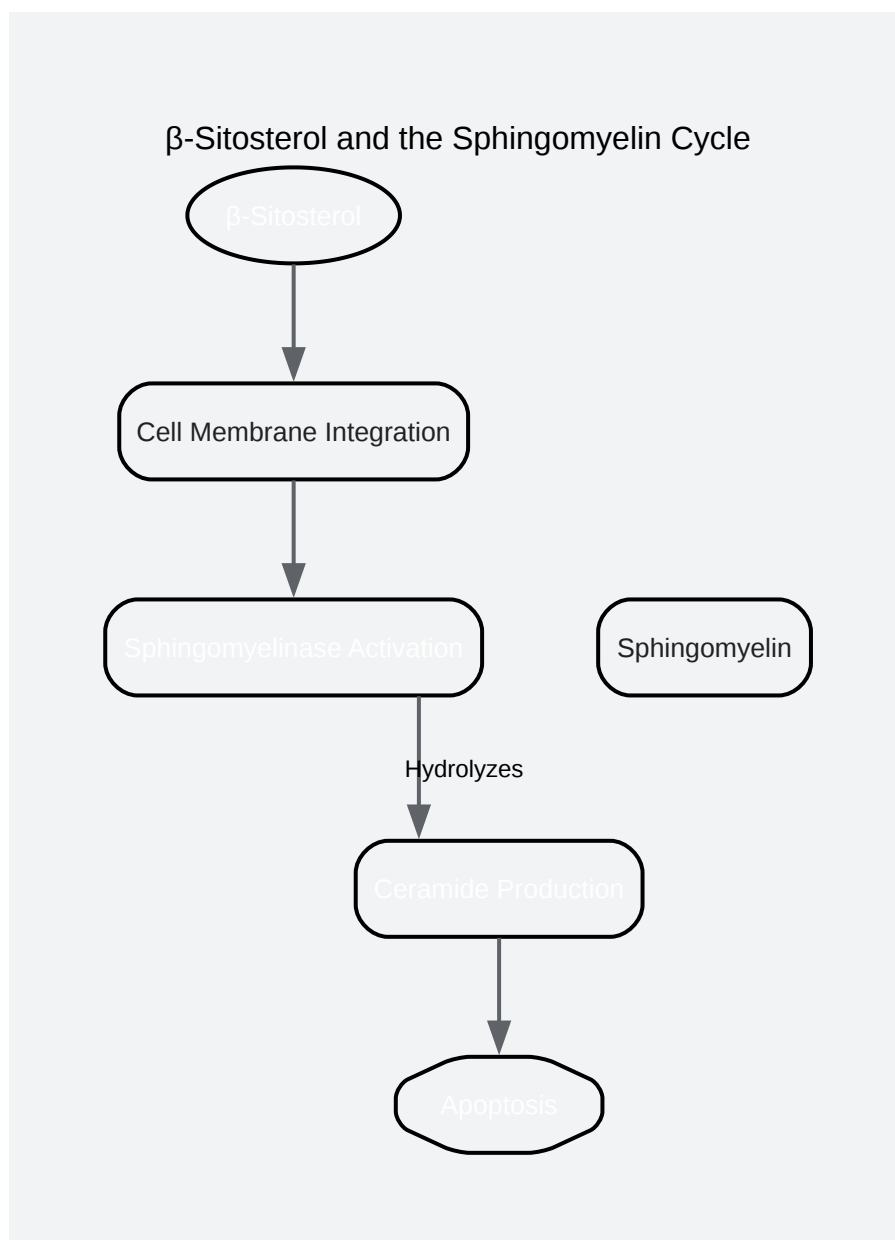 β-Sitosterol and the Sphingomyelin Cycle
β-Sitosterol
Cell Membrane Integration
Sphingomyelinase Activation
Sphingomyelin
Hydrolyzes
Ceramide Production
Apoptosis